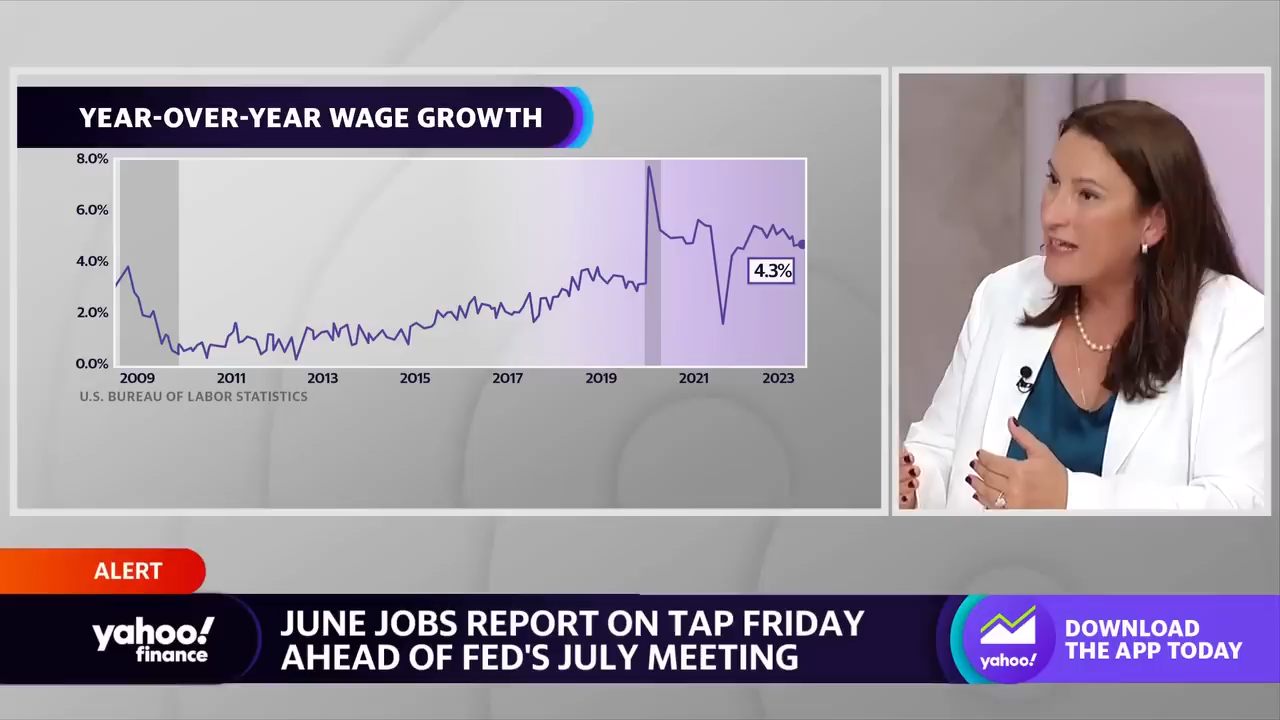 YEAR-OVER-YEAR WAGE GROWTH
8.0%
6.0%
4.0%
2.0%
0.0%
4.3%
2009 2011 2013 2015 2017 2019 2021 2023
U.S. BUREAU OF LABOR STATISTICS
ALERT
yahoo!
finance
JUNE JOBS REPORT ON TAP FRIDAY
AHEAD OF FED'S JULY MEETING
yahoo!
DOWNLOAD
THE APP TODAY